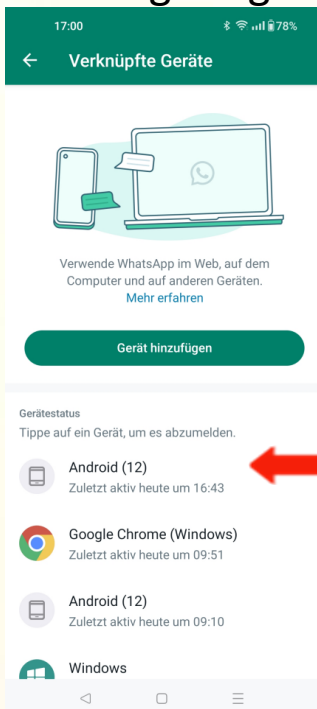 17:00
78%
Verknüpfte Geräte
Verwende WhatsApp im Web, auf dem
Computer und auf anderen Geräten.
Mehr erfahren
Gerät hinzufügen
Gerätestatus
Tippe auf ein Gerät, um es abzumelden.
Android (12)
Zuletzt aktiv heute um 16:43
Google Chrome (Windows)
Zuletzt aktiv heute um 09:51
Android (12)
Zuletzt aktiv heute um 09:10
Windows